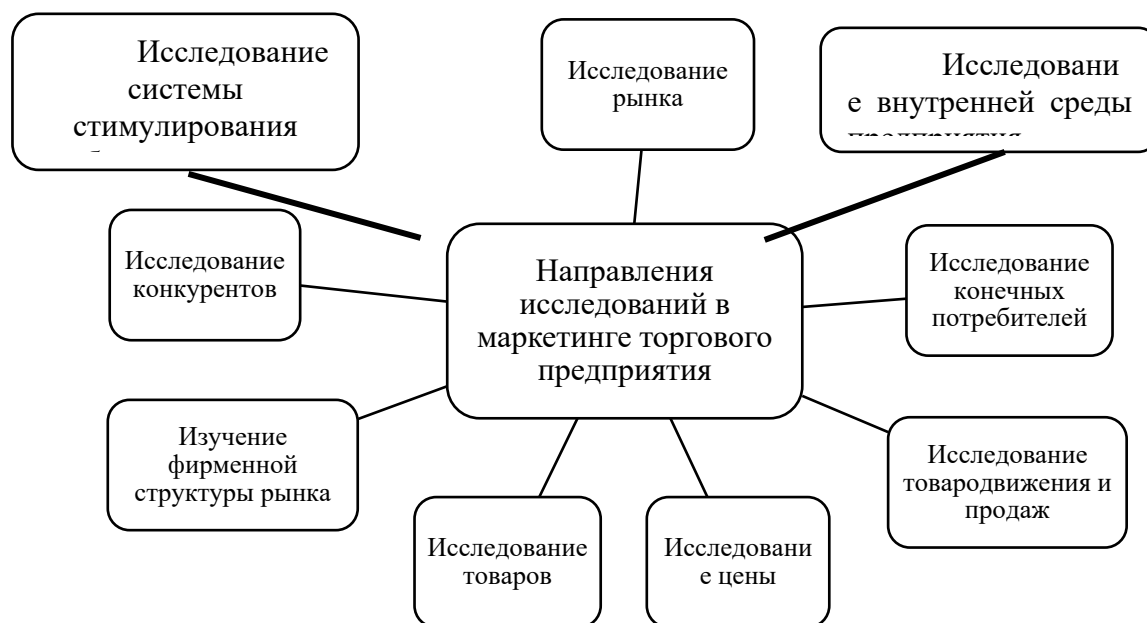 Исследование
системы
стимулирования
Исследование
рынка
Исследовани
е внутренней среды
предприятия
Исследование
конкурентов
Направления
исследований в
маркетинге торгового
предприятия
Исследование
конечных
потребителей
Изучение
фирменной
структуры рынка
Исследование
товародвижения и
продаж
Исследование
товаров
Исследовани
е цены